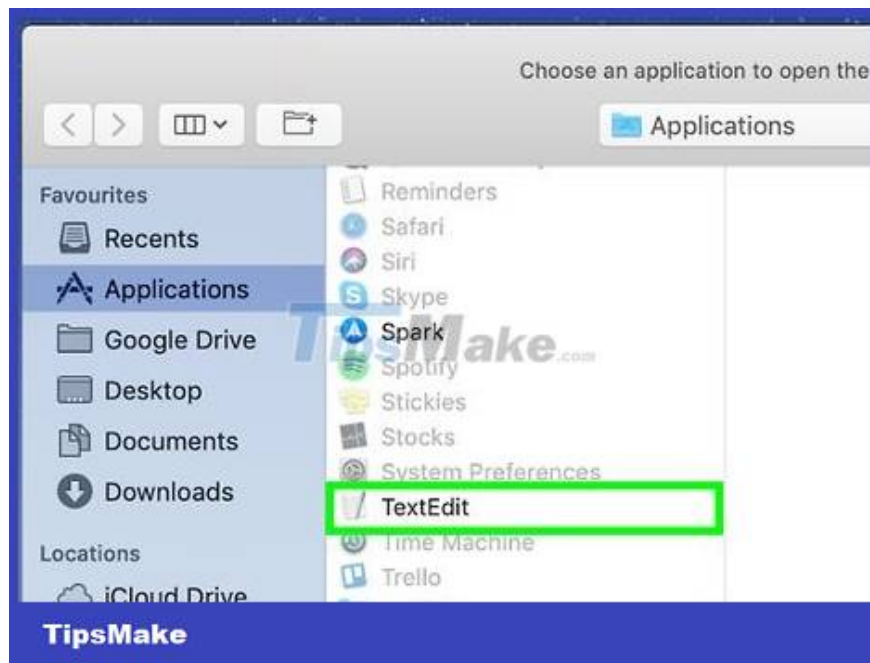 Choose an application to open the
Applications
Favourites
Recents
Applications
Google Drive
Desktop
Documents
Downloads
Locations
iCloud Drive
Reminders
Safari
Siri
Skype
Spark
Spotify
Stickies
Stocks
System Preferences
TextEdit
Time Machine
Trello
TipsMake.com
TipsMake